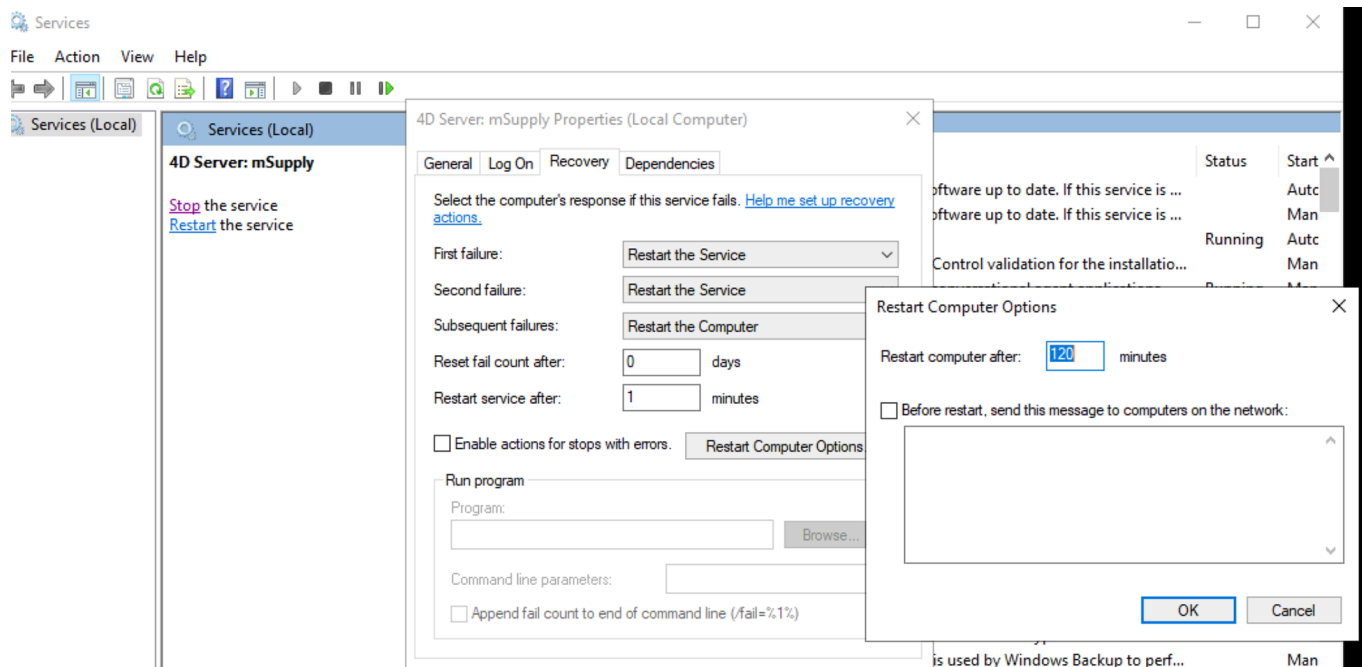 Services
File Action View Help
Services (Local)
Services (Local)
4D Server: mSupply
Stop the service
Restart the service
4D Server: mSupply Properties (Local Computer)
General Log On Recovery Dependencies
Select the computer's response if this service fails. Help me set up recovery
actions.
First failure: Restart the Service
Second failure: Restart the Service
Subsequent failures: Restart the Computer
Reset fail count after: 0 days
Restart service after: 1 minutes
Enable actions for stops with errors. Restart Computer Options
Run program
Program:
Browse...
Command line parameters:
Append fail count to end of command line (/fail=%1%)
Status Start
oftware up to date. If this service is ... Autc
oftware up to date. If this service is ... Man
Running Autc
Control validation for the installatio... Man
Restart Computer Options
Restart computer after: 120 minutes
Before restart, send this message to computers on the network:
OK Cancel
is used by Windows Backup to perf... Man